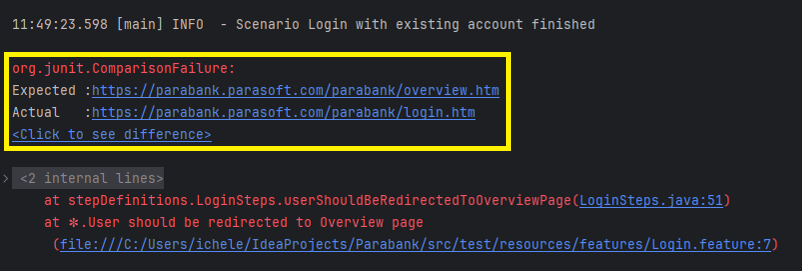 11:49:23.598 [main] INFO  - Scenario Login with existing account finished
org.junit.ComparisonFailure:
Expected :https://parabank.parasoft.com/parabank/overview.htm
Actual   :https://parabank.parasoft.com/parabank/login.htm
<Click to see difference>
<2 internal lines>
at stepDefinitions.LoginSteps.userShouldBeRedirectedToOverviewPage(LoginSteps.java:51)
at ✽.User should be redirected to Overview page
(file:///C:/Users/ichele/IdeaProjects/Parabank/src/test/resources/features/Login.feature:7)